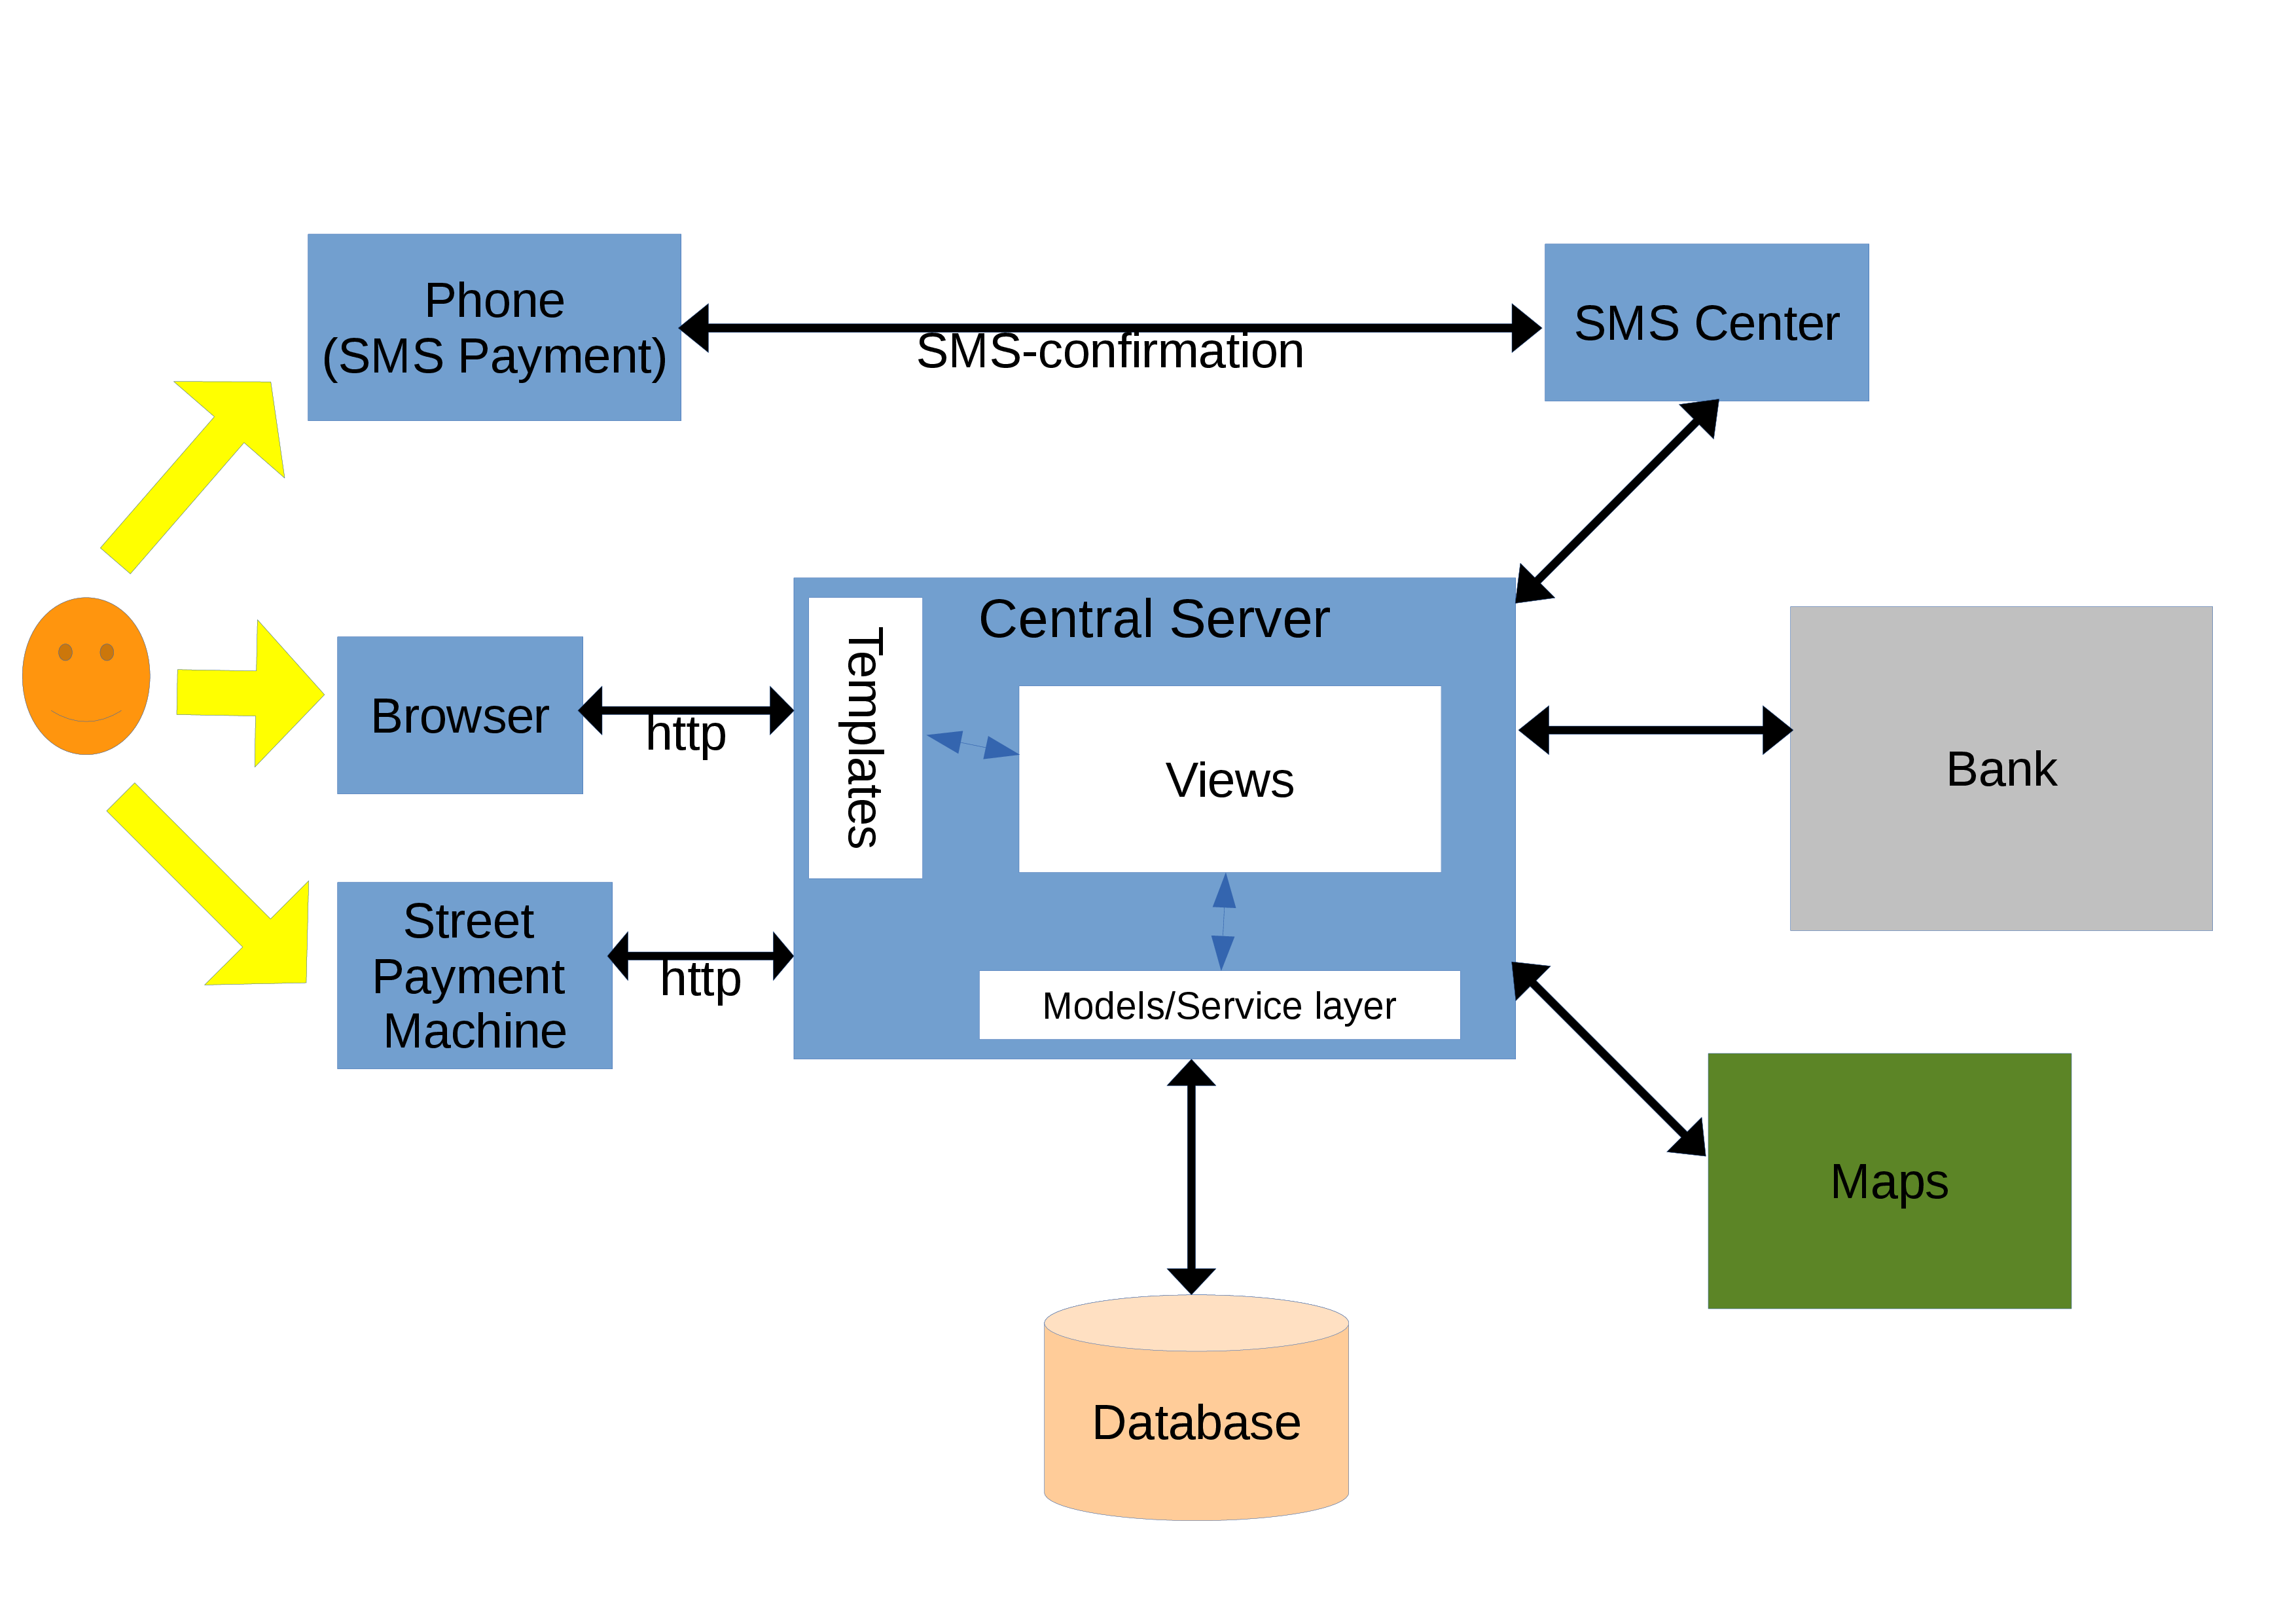 Phone
(SMS Payment)
SMS-confirmation
SMS Center
Central Server
Templates
Browser
http
Views
Bank
Street
Payment
Machine
http
Models/Service layer
Maps
Database